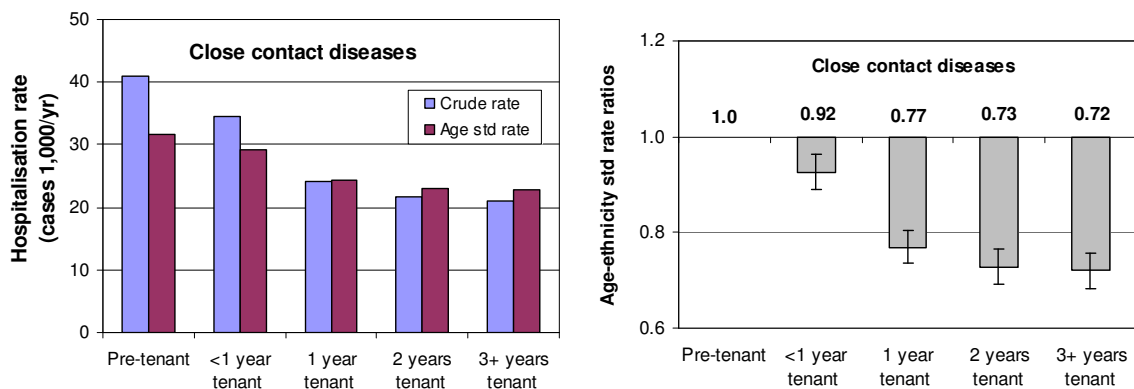 50
40
30
20
10
0
Hospitalisation rate
(cases 1,000/yr)
Close contact diseases
Crude rate
Age std rate
Pre-tenant
<1 year
tenant
1 year
tenant
2 years
tenant
3+ years
tenant
1.2
1.0
0.8
0.6
Age-ethnicity std rate ratios
Close contact diseases
1.0
0.92
0.77
0.73
0.72
Pre-tenant
<1 year
tenant
1 year
tenant
2 years
tenant
3+ years
tenant